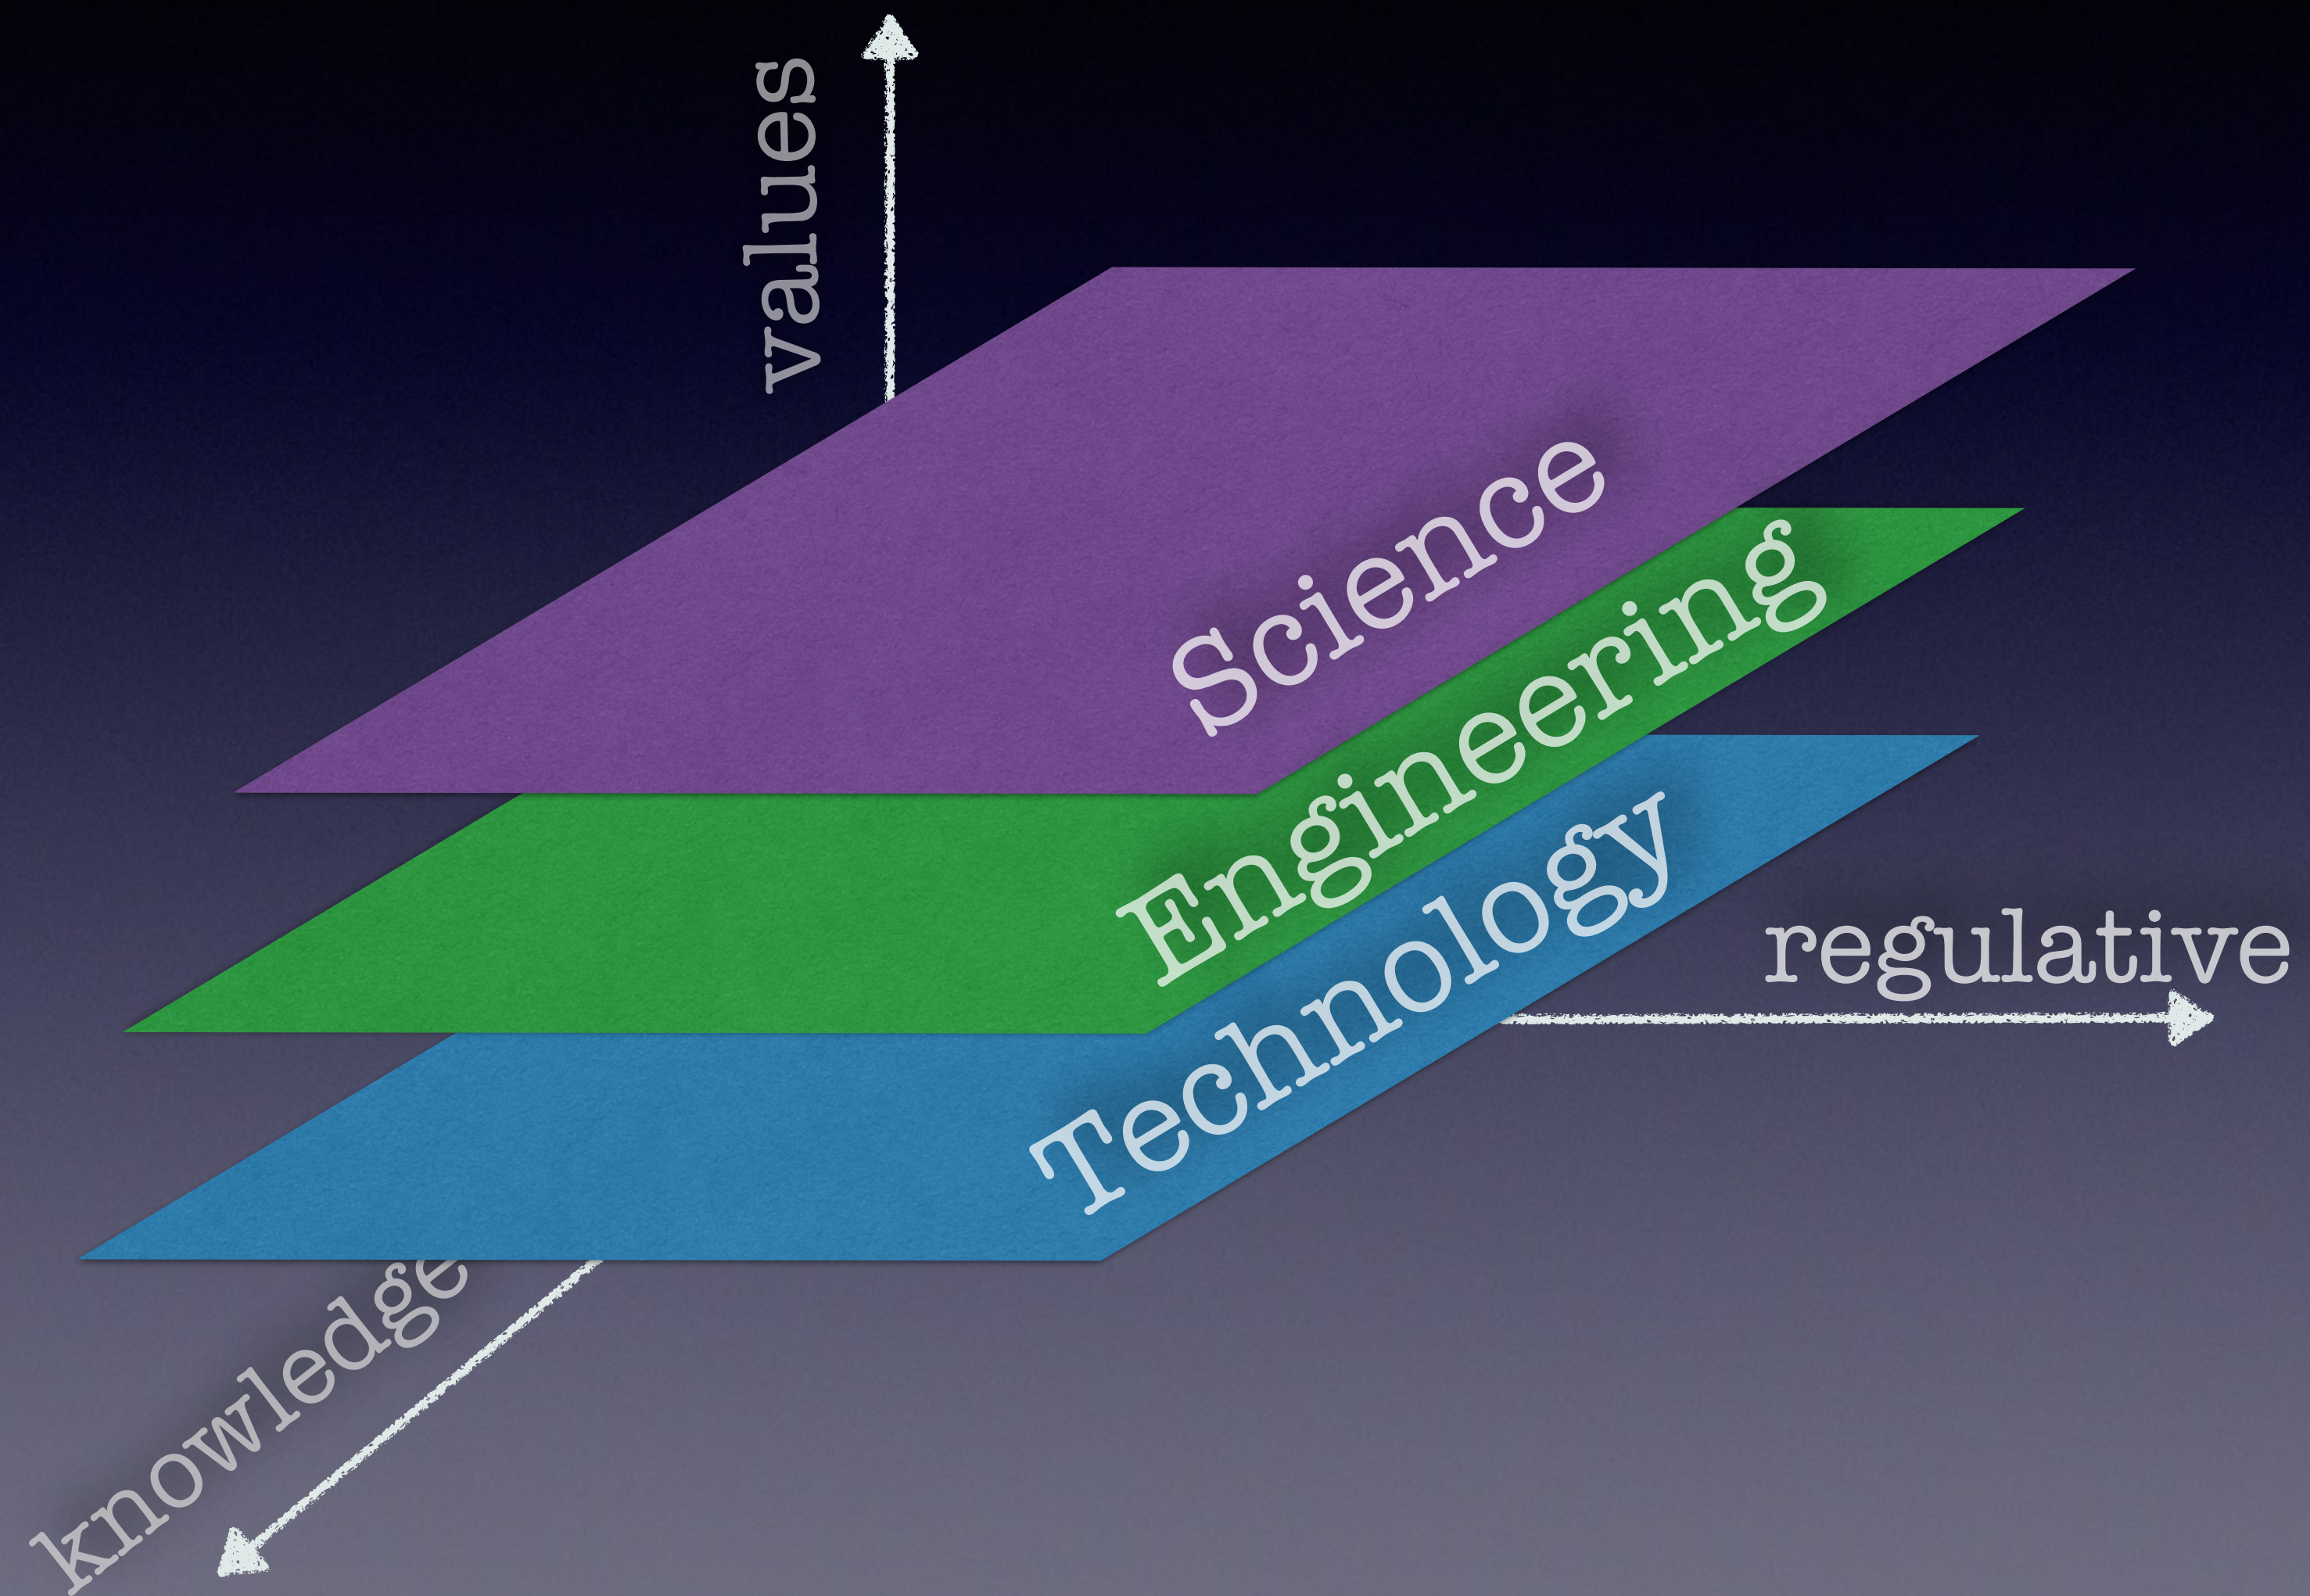 values
Science
Engineering
Technology
regulative
knowledge